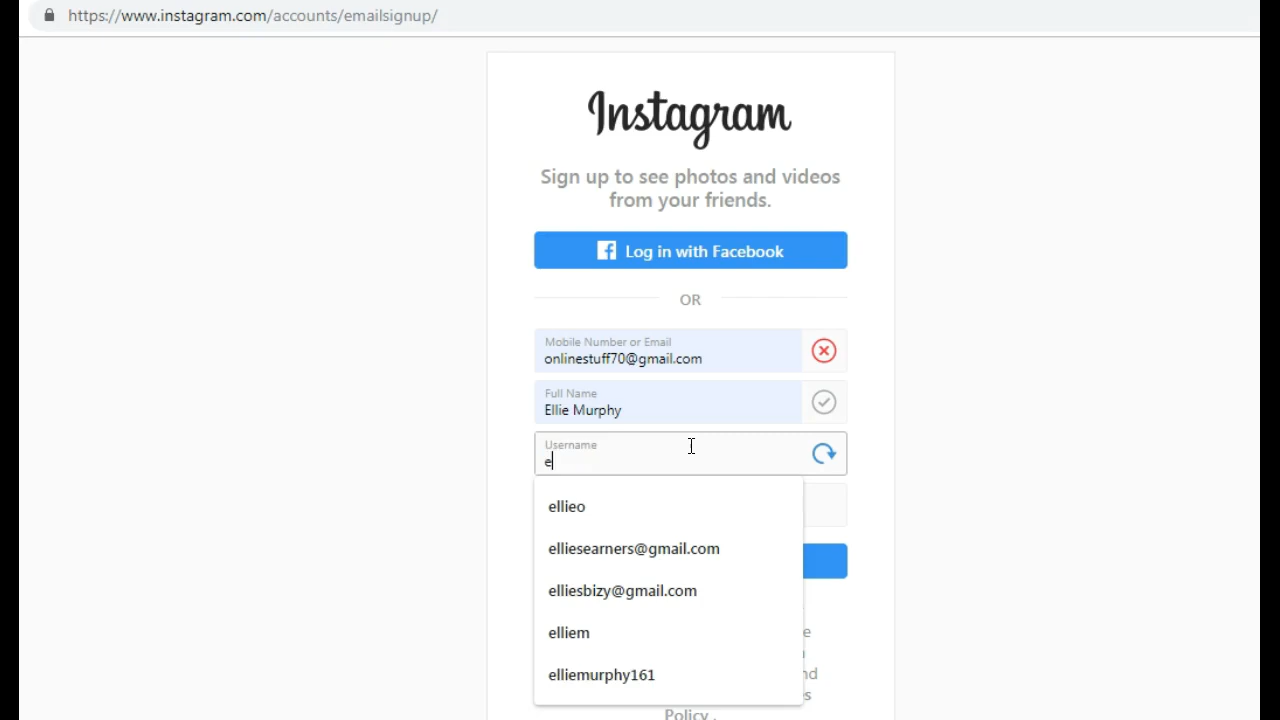 https://www.instagram.com/accounts/emailsignup/
Instagram
Sign up to see photos and videos
from your friends.
Log in with Facebook
OR
Mobile Number or Email
onlinestuff70@gmail.com
Full Name
Ellie Murphy
Username
e
ellieo
elliesearners@gmail.com
elliesbizy@gmail.com
elliem
elliemurphy161
Policy .